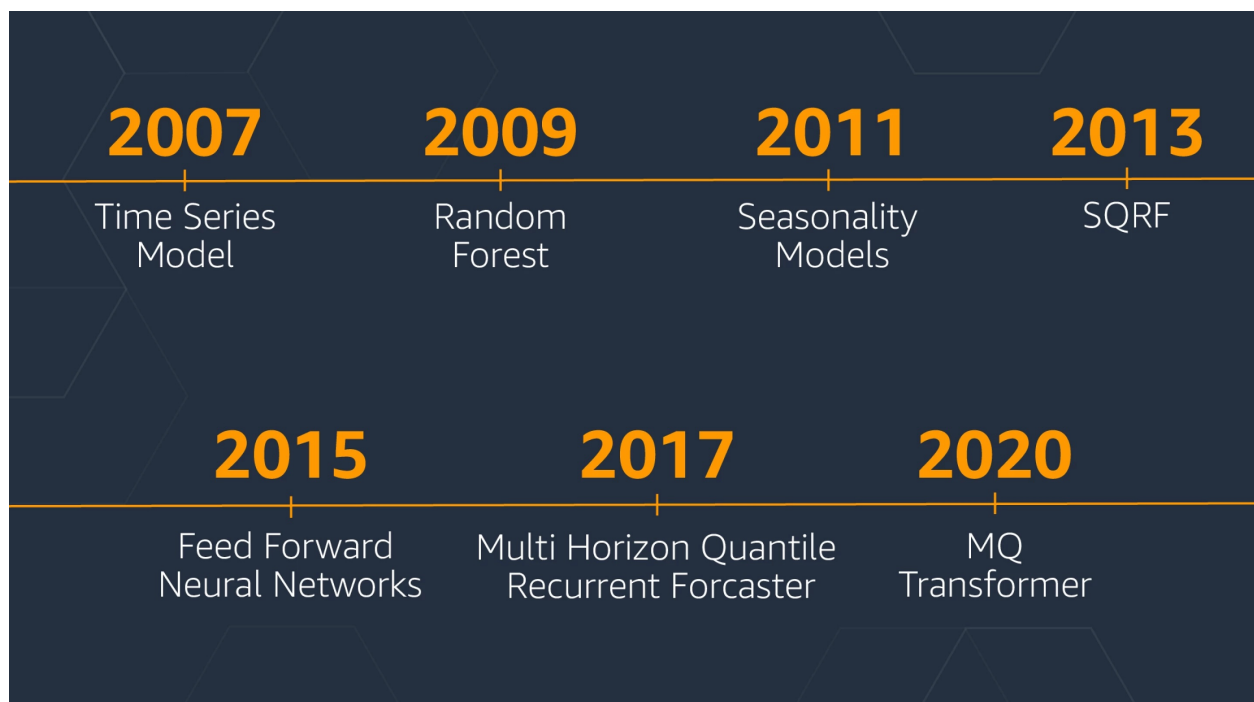 2007
2009
2011
2013
Time Series
Model
Random
Forest
Seasonality
Models
SQRF
2015
2017
2020
Feed Forward
Neural Networks
Multi Horizon Quantile
Recurrent Forcaster
MQ
Transformer